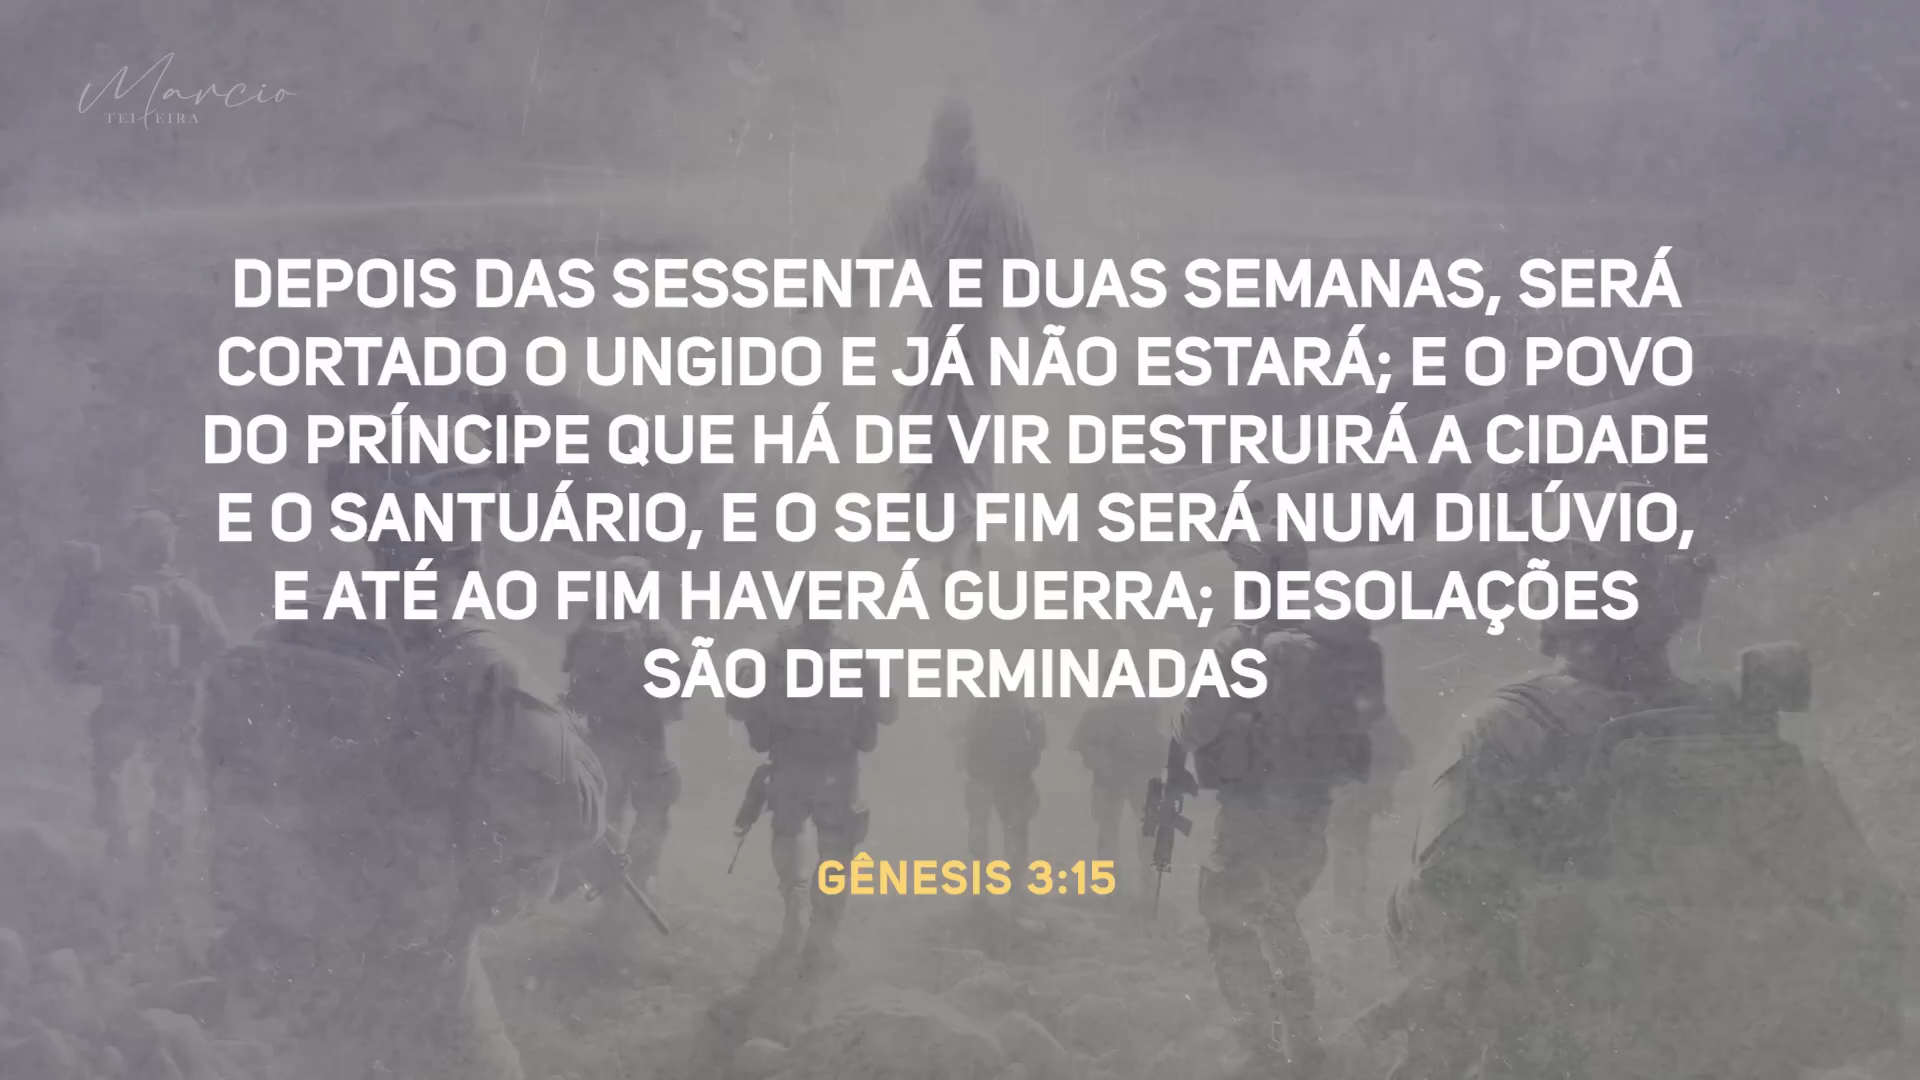 Marcio
TEIXEIRA
DEPOIS DAS SESSENTA E DUAS SEMANAS, SERÁ
CORTADO O UNGIDO E JÁ NÃO ESTARÁ; E O POVO
DO PRÍNCIPE QUE HÁ DE VIR DESTRUIRÁ A CIDADE
E O SANTUÁRIO, E O SEU FIM SERÁ NUM DILÚVIO,
E ATÉ AO FIM HAVERÁ GUERRA; DESOLAÇÕES
SÃO DETERMINADAS
GÊNESIS 3:15